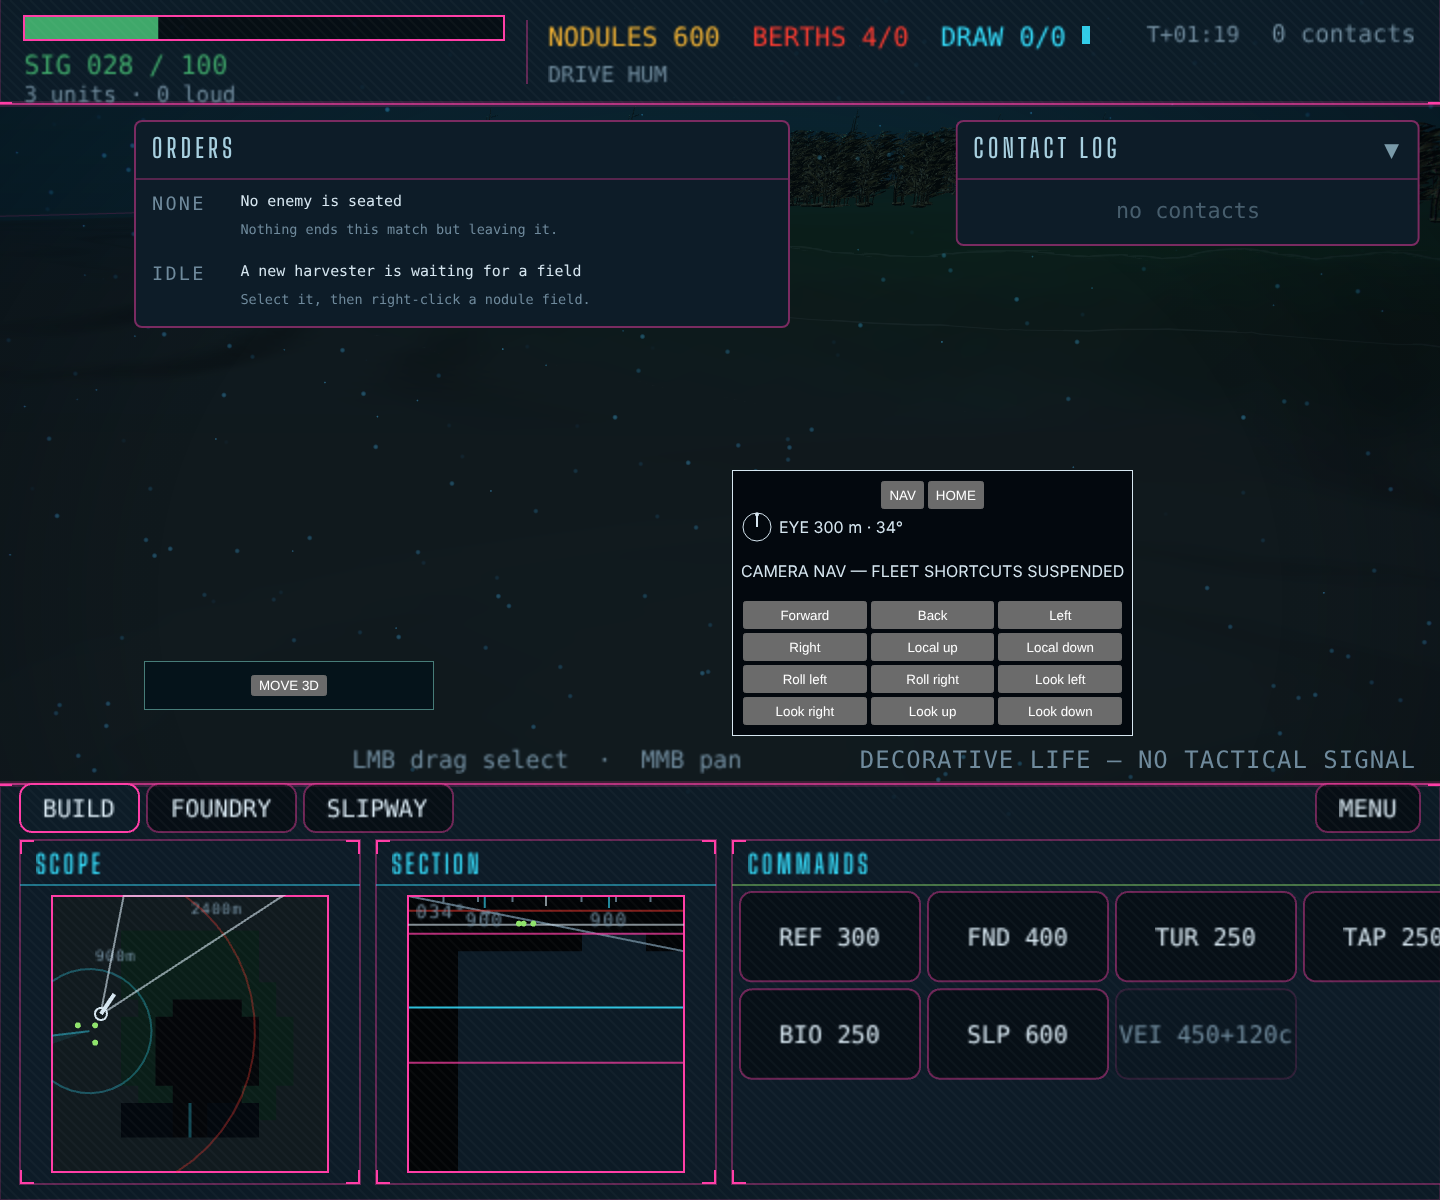 SIG 028 / 100
3 units · 0 loud
NODULES 600 BERTHS 4/0 DRAW 0/0
DRIVE HUM
T+01:19 0 contacts
ORDERS
NONE No enemy is seated
Nothing ends this match but leaving it.
IDLE A new harvester is waiting for a field
Select it, then right-click a nodule field.
CONTACT LOG ▼
no contacts
NAV HOME
EYE 300 m · 34°
CAMERA NAV — FLEET SHORTCUTS SUSPENDED
Forward Back Left
Right Local up Local down
Roll left Roll right Look left
Look right Look up Look down
MOVE 3D
LMB drag select · MMB pan
DECORATIVE LIFE — NO TACTICAL SIGNAL
BUILD FOUNDRY SLIPWAY MENU
SCOPE
2400m
900m
SECTION
034°
900 900
COMMANDS
REF 300 FND 400 TUR 250 TAP 250
BIO 250 SLP 600 VEI 450+120c